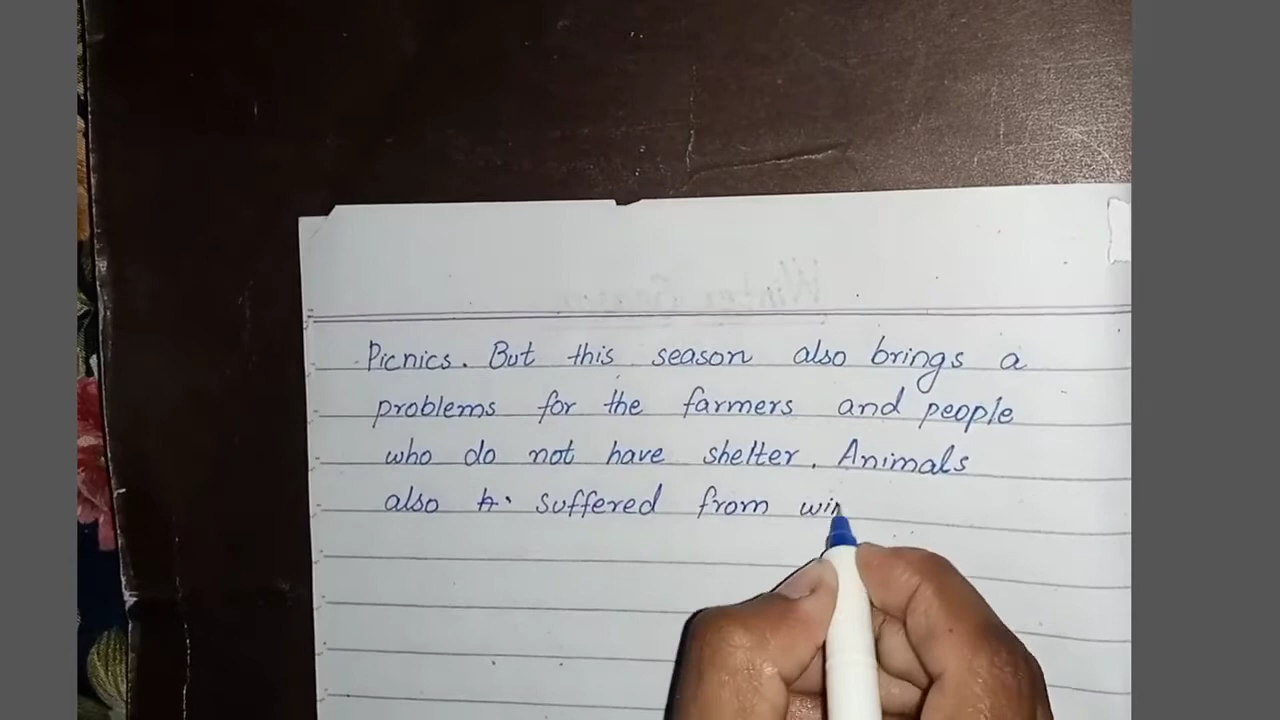 Picnics. But this season also brings a
problems for the farmers and people
who do not have shelter. Animals
also suffered from win